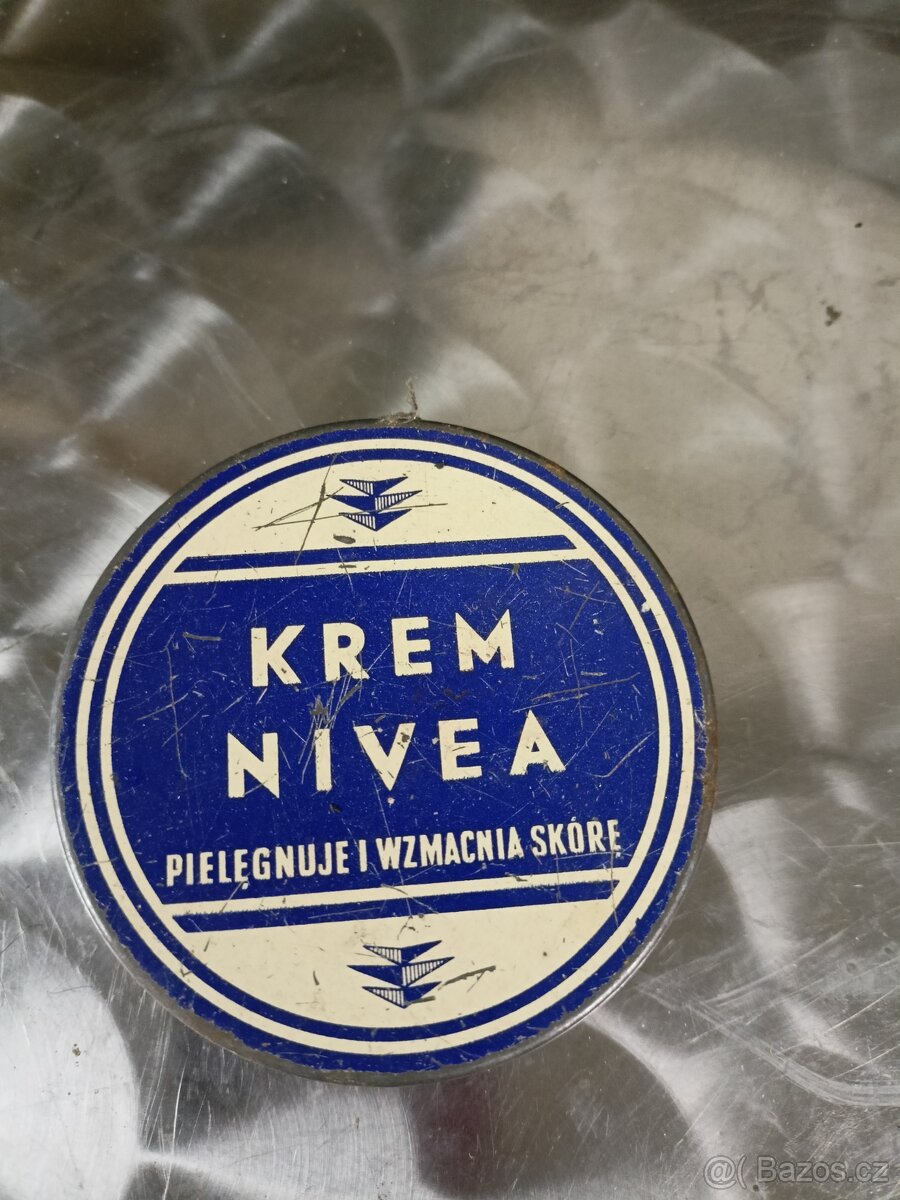 KREM
NIVEA
PIELĘGNUJE I WZMACNIA SKÓRĘ
@( Bazos.cz